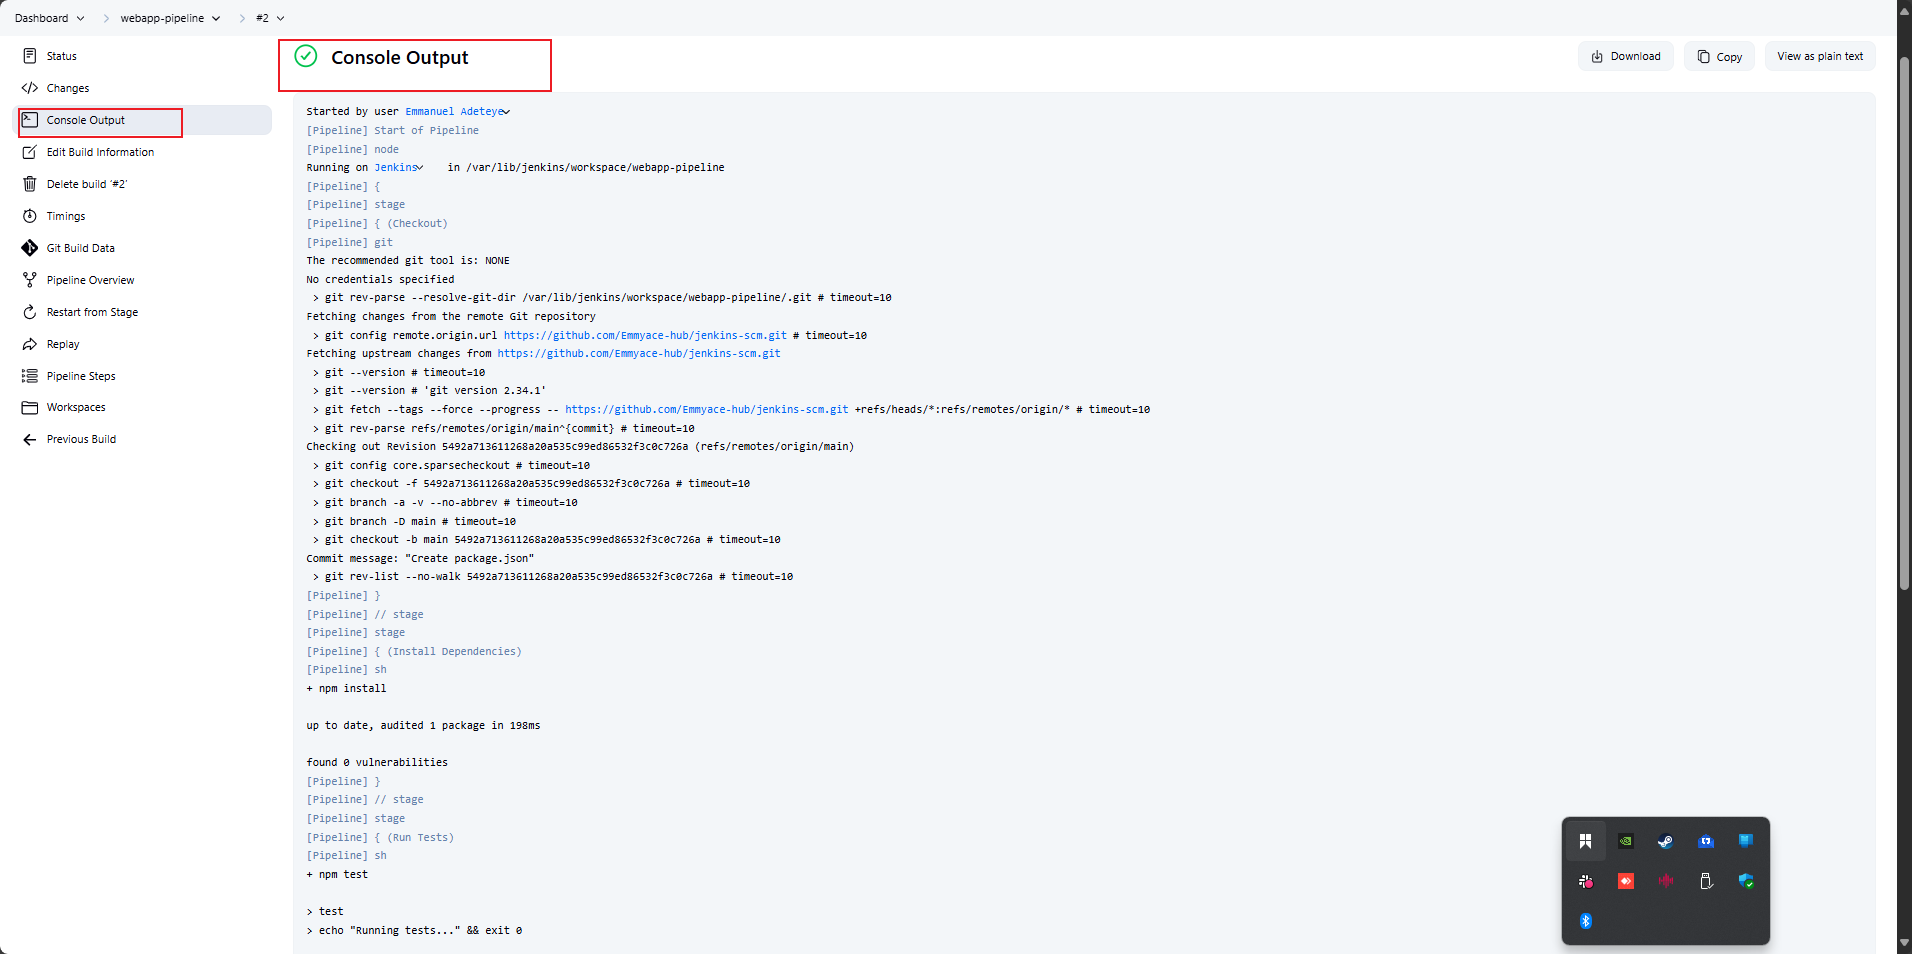 Dashboard
webapp-pipeline
#2
Status
Changes
Console Output
Edit Build Information
Delete build '#2'
Timings
Git Build Data
Pipeline Overview
Restart from Stage
Replay
Pipeline Steps
Workspaces
Previous Build
Console Output
Download
Copy
View as plain text
Started by user Emmanuel Adeteye
[Pipeline] Start of Pipeline
[Pipeline] node
Running on Jenkins in /var/lib/jenkins/workspace/webapp-pipeline
[Pipeline] {
[Pipeline] stage
[Pipeline] { (Checkout)
[Pipeline] git
The recommended git tool is: NONE
No credentials specified
> git rev-parse --resolve-git-dir /var/lib/jenkins/workspace/webapp-pipeline/.git # timeout=10
Fetching changes from the remote Git repository
> git config remote.origin.url https://github.com/Emmyace-hub/jenkins-scm.git # timeout=10
Fetching upstream changes from https://github.com/Emmyace-hub/jenkins-scm.git
> git --version # timeout=10
> git --version # 'git version 2.34.1'
> git fetch --tags --force --progress -- https://github.com/Emmyace-hub/jenkins-scm.git +refs/heads/*:refs/remotes/origin/* # timeout=10
> git rev-parse refs/remotes/origin/main^{commit} # timeout=10
Checking out Revision 5492a713611268a20a535c99ed86532f3c0c726a (refs/remotes/origin/main)
> git config core.sparsecheckout # timeout=10
> git checkout -f 5492a713611268a20a535c99ed86532f3c0c726a # timeout=10
> git branch -a -v --no-abbrev # timeout=10
> git branch -D main # timeout=10
> git checkout -b main 5492a713611268a20a535c99ed86532f3c0c726a # timeout=10
Commit message: "Create package.json"
> git rev-list --no-walk 5492a713611268a20a535c99ed86532f3c0c726a # timeout=10
[Pipeline] }
[Pipeline] // stage
[Pipeline] stage
[Pipeline] { (Install Dependencies)
[Pipeline] sh
+ npm install
up to date, audited 1 package in 198ms
found 0 vulnerabilities
[Pipeline] }
[Pipeline] // stage
[Pipeline] stage
[Pipeline] { (Run Tests)
[Pipeline] sh
+ npm test
> test
> echo "Running tests..." && exit 0